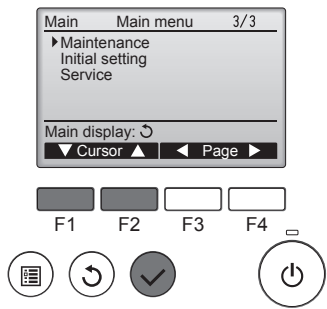 Main Main menu 3/3
Maintenance
Initial setting
Service
Main display:
Cursor Page
F1 F2 F3 F4